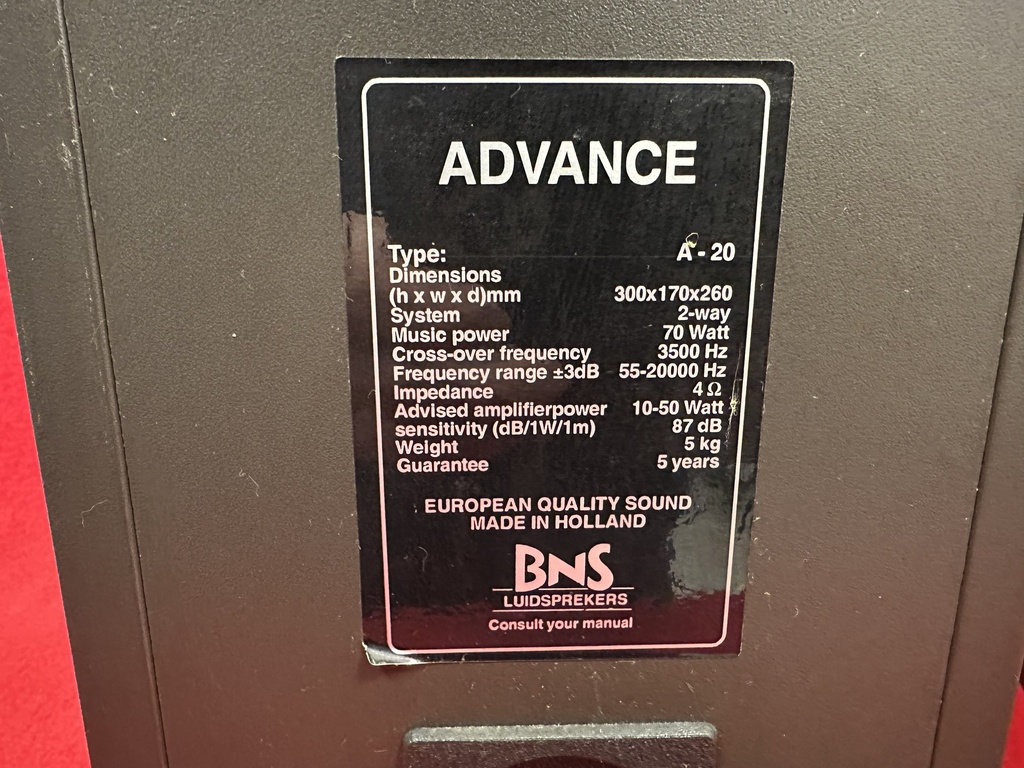 ADVANCE
Type: A - 20
Dimensions
(h x w x d)mm 300x170x260
System 2-way
Music power 70 Watt
Cross-over frequency 3500 Hz
Frequency range ±3dB 55-20000 Hz
Impedance 4 Ω
Advised amplifierpower 10-50 Watt
sensitivity (dB/1W/1m) 87 dB
Weight 5 kg
Guarantee 5 years
EUROPEAN QUALITY SOUND
MADE IN HOLLAND
BNS
LUIDSPREKERS
Consult your manual